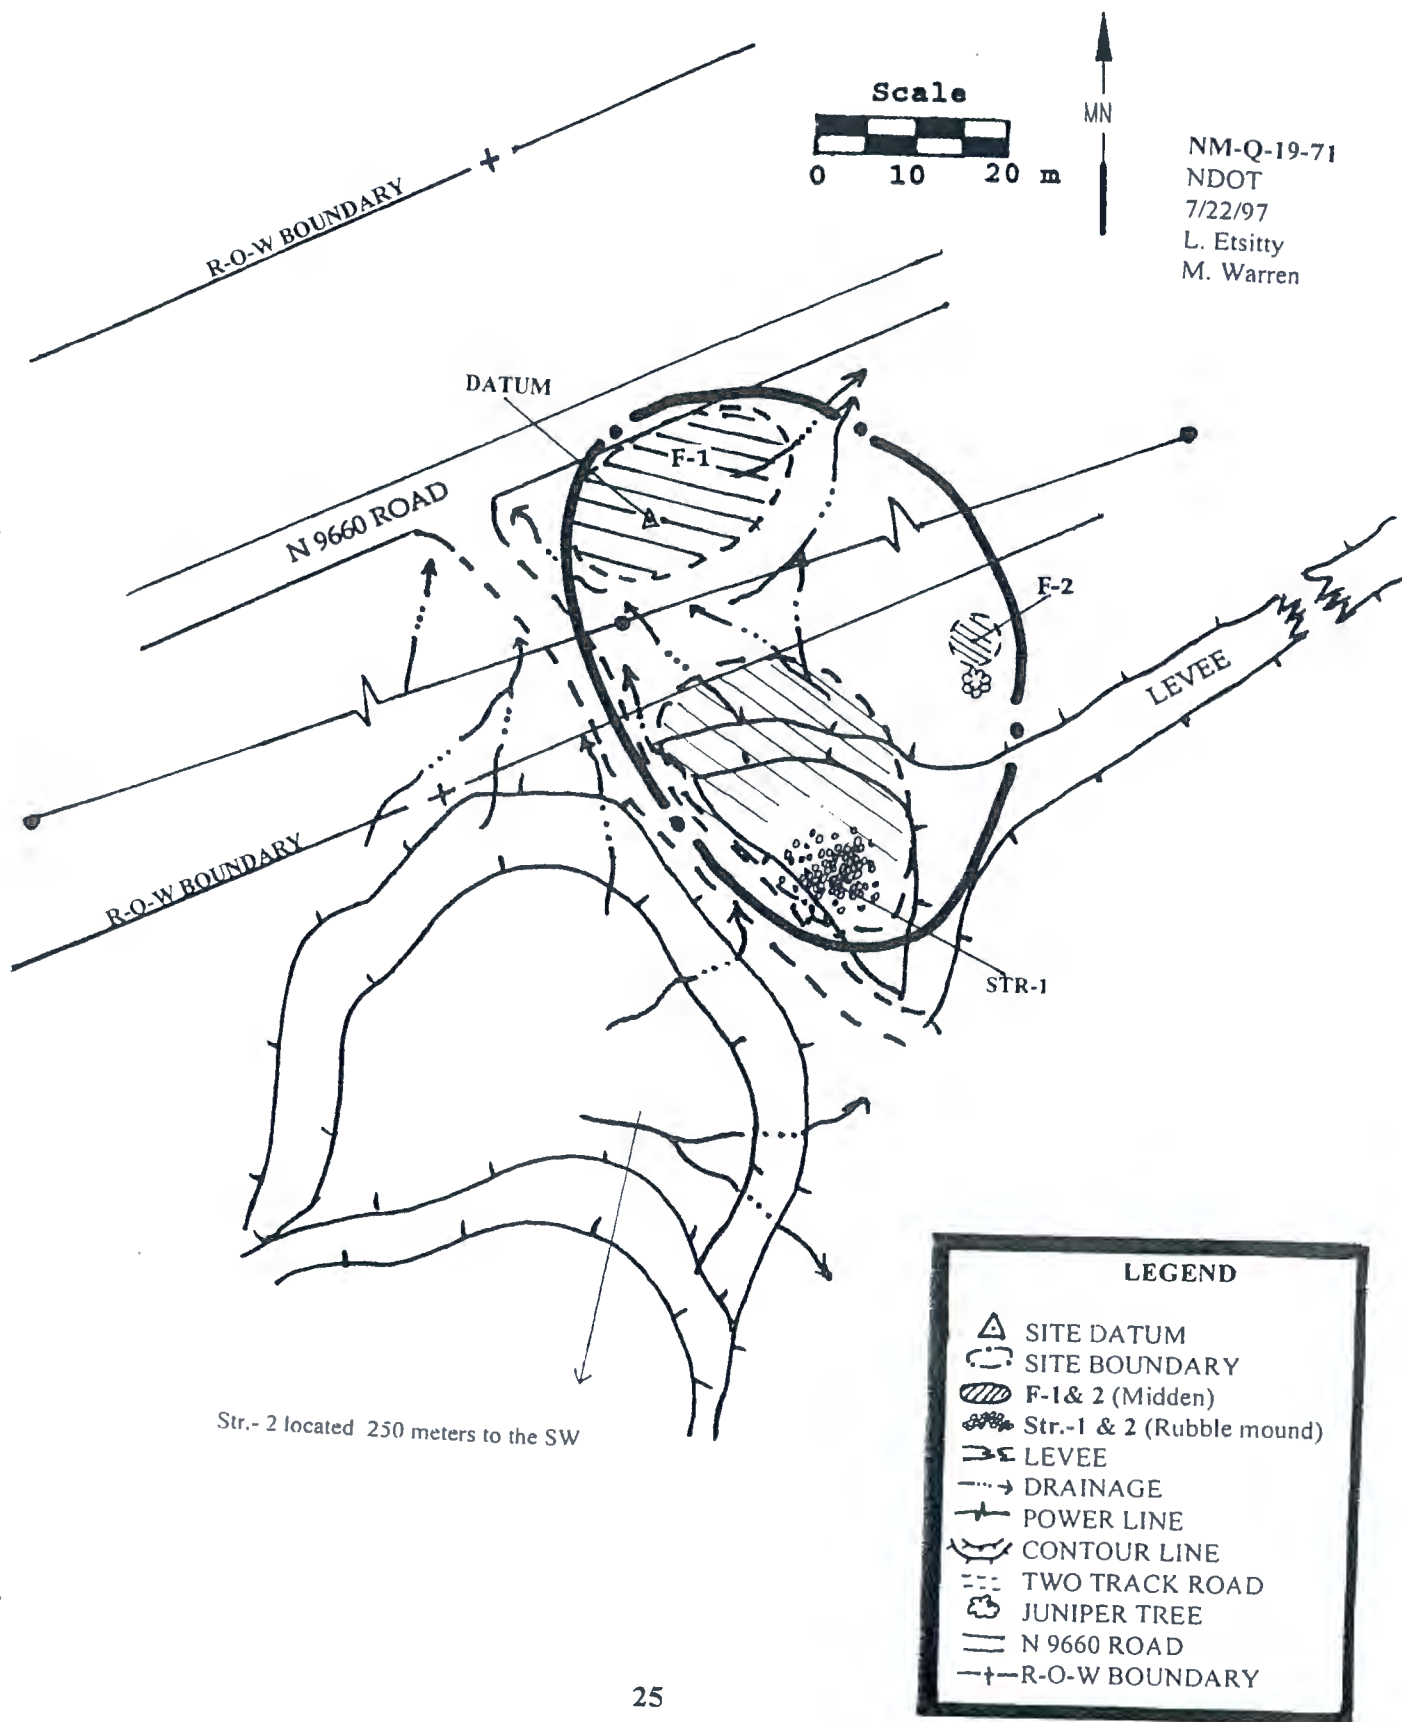 Scale
0 10 20 m
MN
NM-Q-19-71
NDOT
7/22/97
L. Etsitty
M. Warren
R-O-W BOUNDARY
DATUM
F-1
N 9660 ROAD
F-2
LEVEE
R-O-W BOUNDARY
STR-1
Str.- 2 located 250 meters to the SW
LEGEND
SITE DATUM
SITE BOUNDARY
F-1& 2 (Midden)
Str.-1 & 2 (Rubble mound)
LEVEE
DRAINAGE
POWER LINE
CONTOUR LINE
TWO TRACK ROAD
JUNIPER TREE
N 9660 ROAD
R-O-W BOUNDARY
25